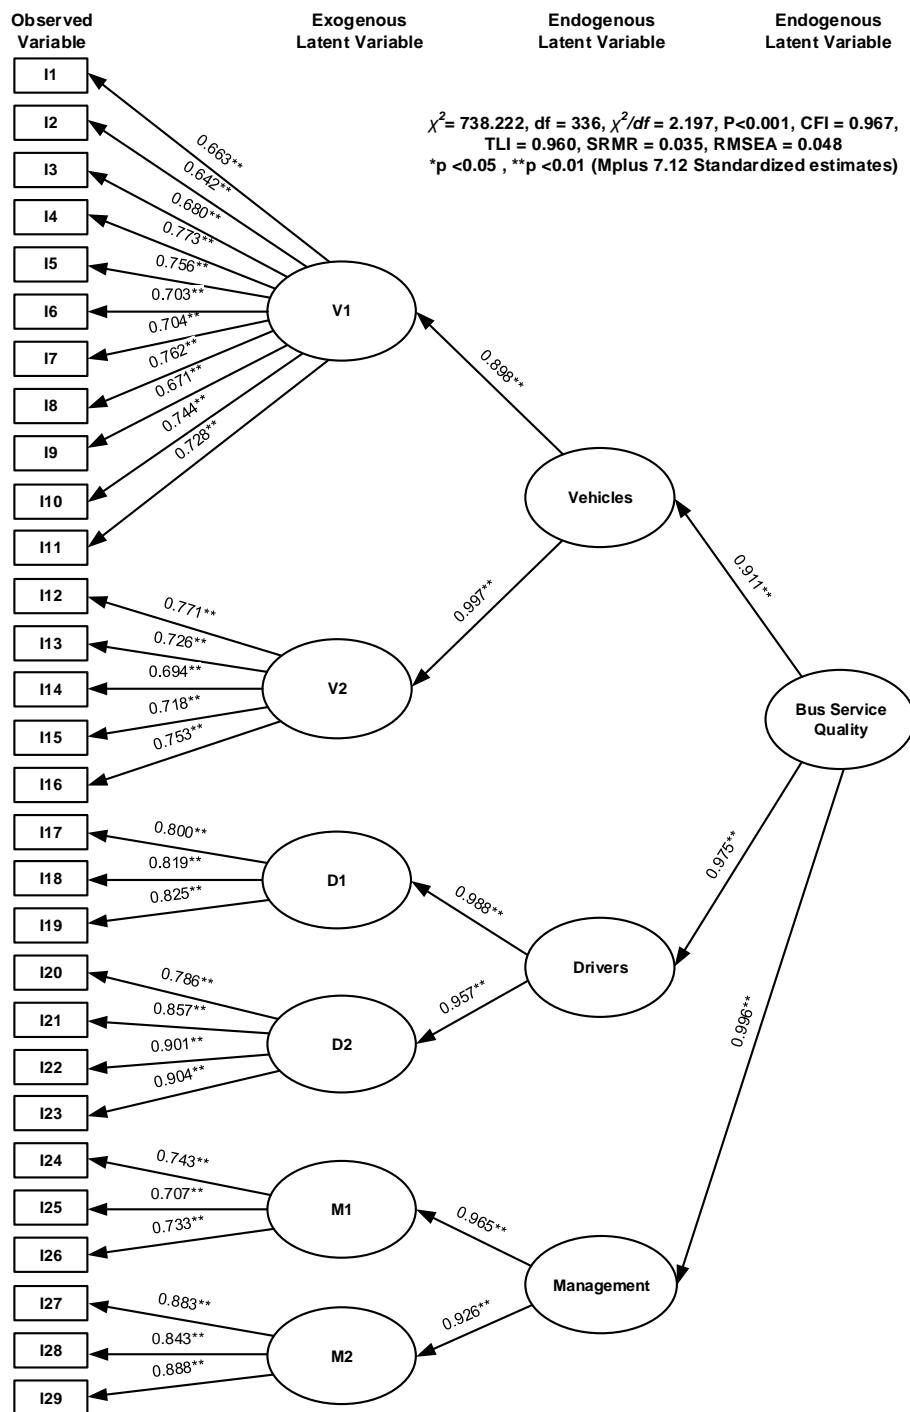 Observed
Variable
Exogenous
Latent Variable
Endogenous
Latent Variable
Endogenous
Latent Variable
χ²= 738.222, df = 336, χ²/df = 2.197, P<0.001, CFI = 0.967,
TLI = 0.960, SRMR = 0.035, RMSEA = 0.048
*p <0.05 , **p <0.01 (Mplus 7.12 Standardized estimates)
I1
I2
I3
I4
I5
I6
I7
I8
I9
I10
I11
0.663**
0.642**
0.680**
0.773**
0.756**
0.703**
0.704**
0.762**
0.671**
0.744**
0.728**
V1
0.898**
Vehicles
0.997**
0.911**
I12
I13
I14
I15
I16
0.771**
0.726**
0.694**
0.718**
0.753**
V2
Bus Service
Quality
I17
I18
I19
0.800**
0.819**
0.825**
D1
0.988**
Drivers
0.957**
0.975**
I20
I21
I22
I23
0.786**
0.857**
0.901**
0.904**
D2
0.996**
I24
I25
I26
0.743**
0.707**
0.733**
M1
0.965**
Management
0.926**
I27
I28
I29
0.883**
0.843**
0.888**
M2